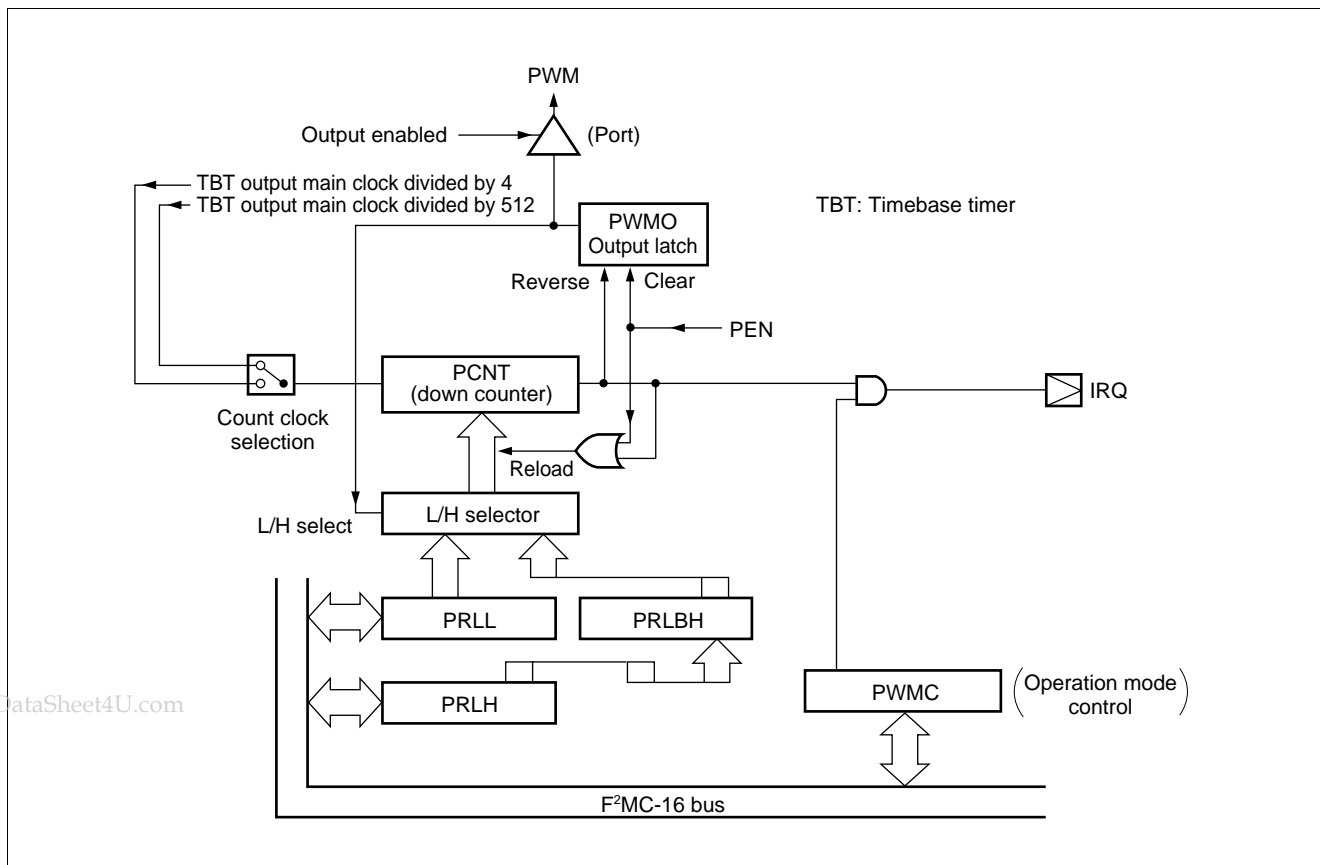 PWM
Output enabled
(Port)
TBT output main clock divided by 4
TBT output main clock divided by 512
TBT: Timebase timer
PWMO
Output latch
Reverse
Clear
PEN
PCNT
(down counter)
IRQ
Count clock
selection
Reload
L/H selector
L/H select
PRLL
PRLBH
PRLH
PWMC
(Operation mode
control)
DataSheet4U.com
F²MC-16 bus